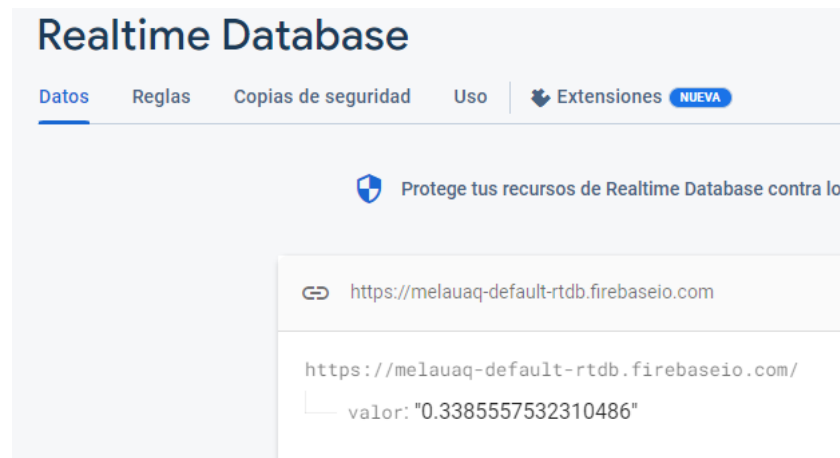 Realtime Database
Datos Reglas Copias de seguridad Uso Extensiones NUEVA
Protege tus recursos de Realtime Database contra lo
https://melauaq-default-rtdb.firebaseio.com
https://melauaq-default-rtdb.firebaseio.com/
valor: "0.3385557532310486"